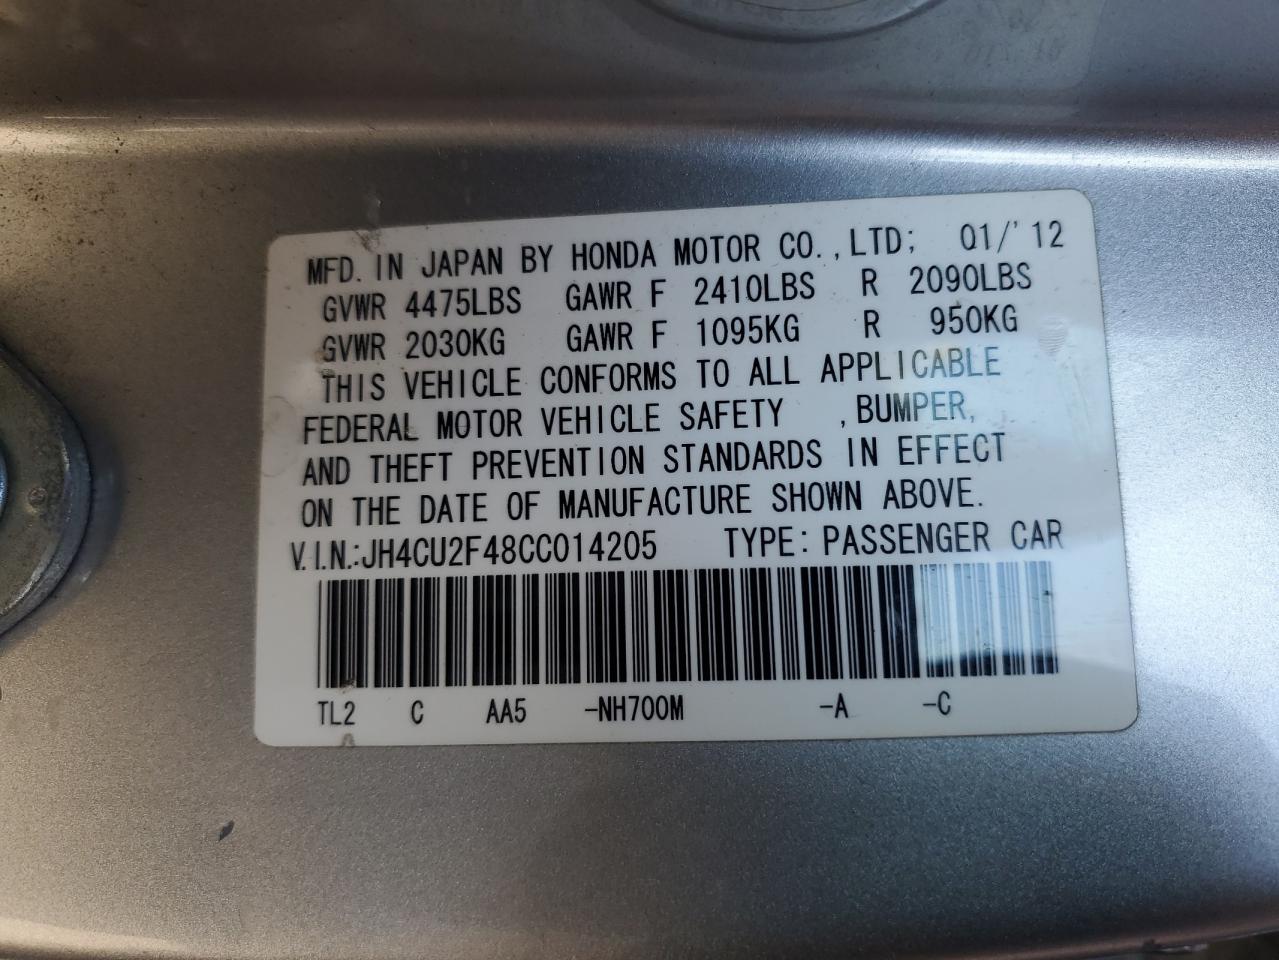 MFD. IN JAPAN BY HONDA MOTOR CO.,LTD; 01/'12
GVWR 4475LBS GAWR F 2410LBS R 2090LBS
GVWR 2030KG GAWR F 1095KG R 950KG
THIS VEHICLE CONFORMS TO ALL APPLICABLE
FEDERAL MOTOR VEHICLE SAFETY ,BUMPER,
AND THEFT PREVENTION STANDARDS IN EFFECT
ON THE DATE OF MANUFACTURE SHOWN ABOVE.
V.I.N.:JH4CU2F48CC014205 TYPE: PASSENGER CAR
TL2 C AA5 -NH700M -A -C